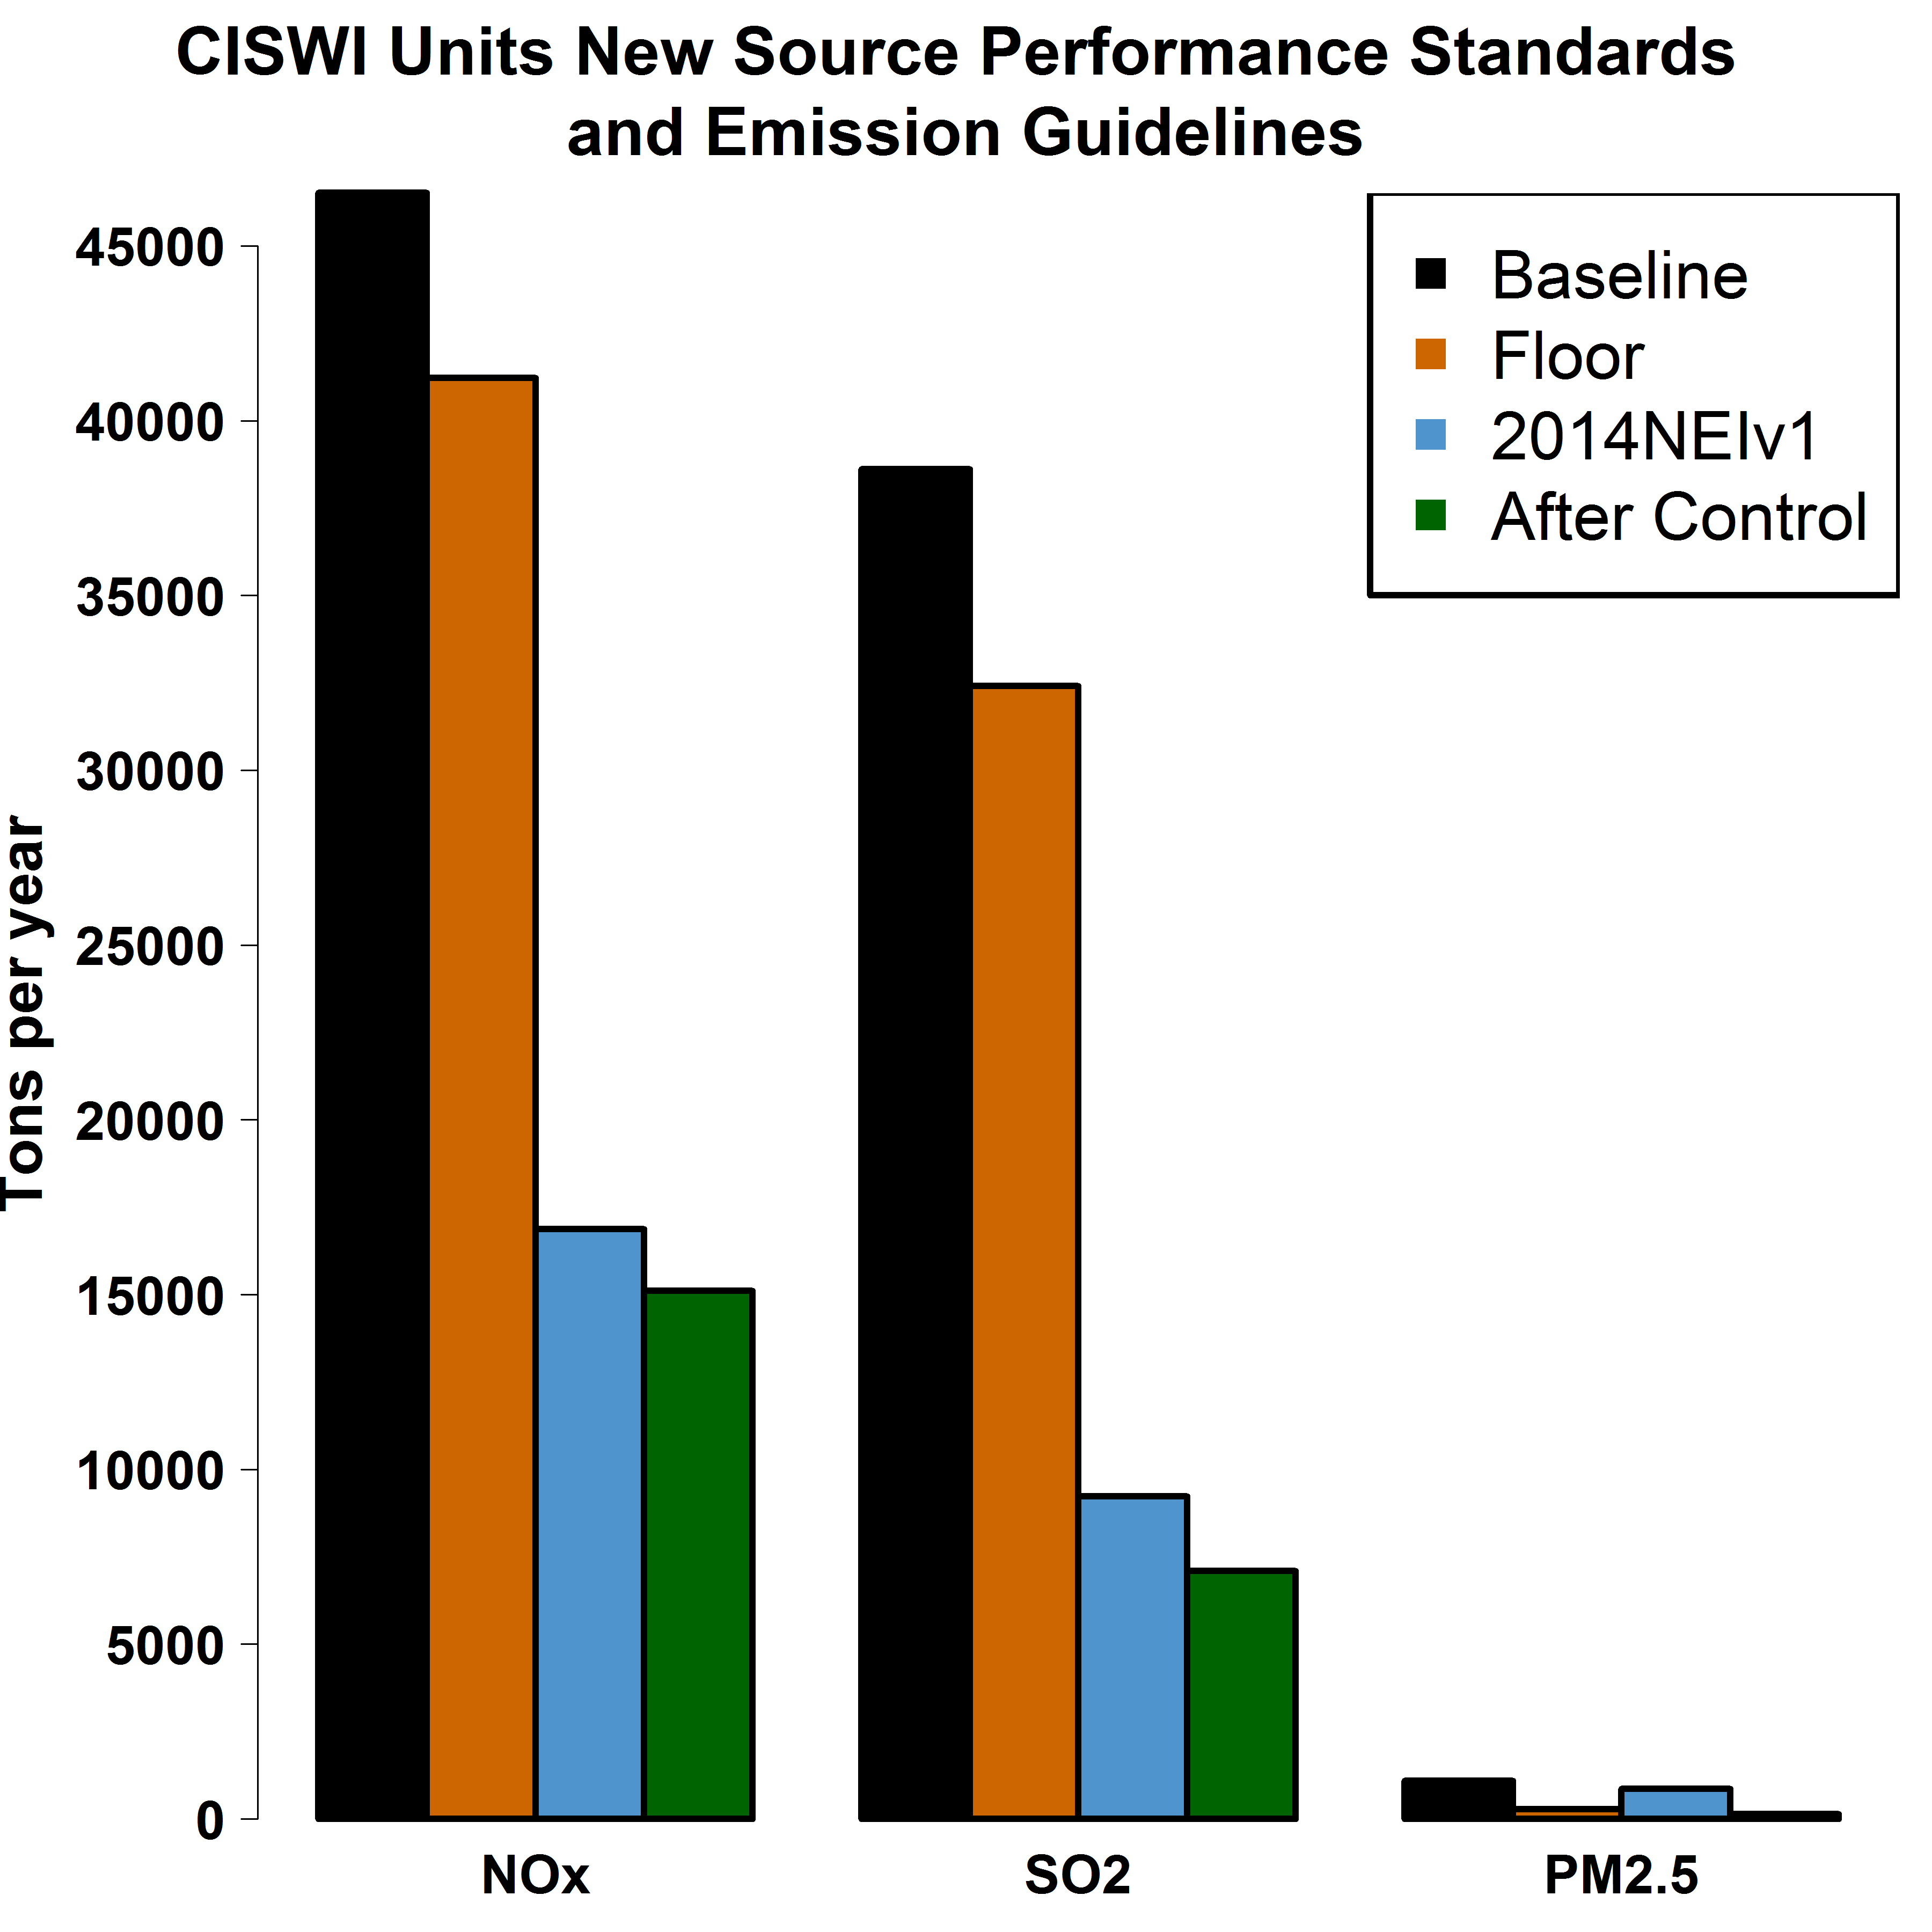 CISWI Units New Source Performance Standards
and Emission Guidelines
Baseline
Floor
2014NEIv1
After Control
Tons per year
45000
40000
35000
30000
25000
20000
15000
10000
5000
0
NOx
SO2
PM2.5